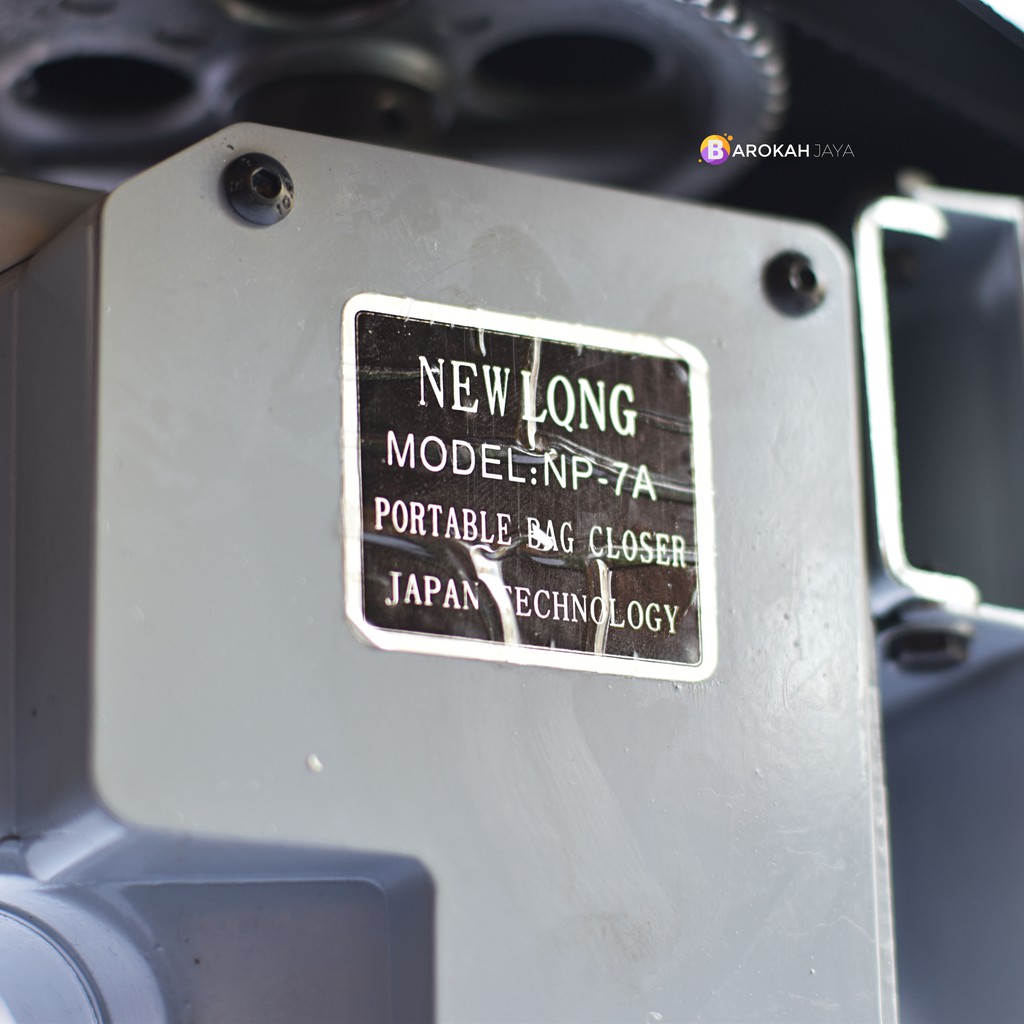 BAROKAH JAYA
NEWLONG
MODEL:NP-7A
PORTABLE BAG CLOSER
JAPAN TECHNOLOGY